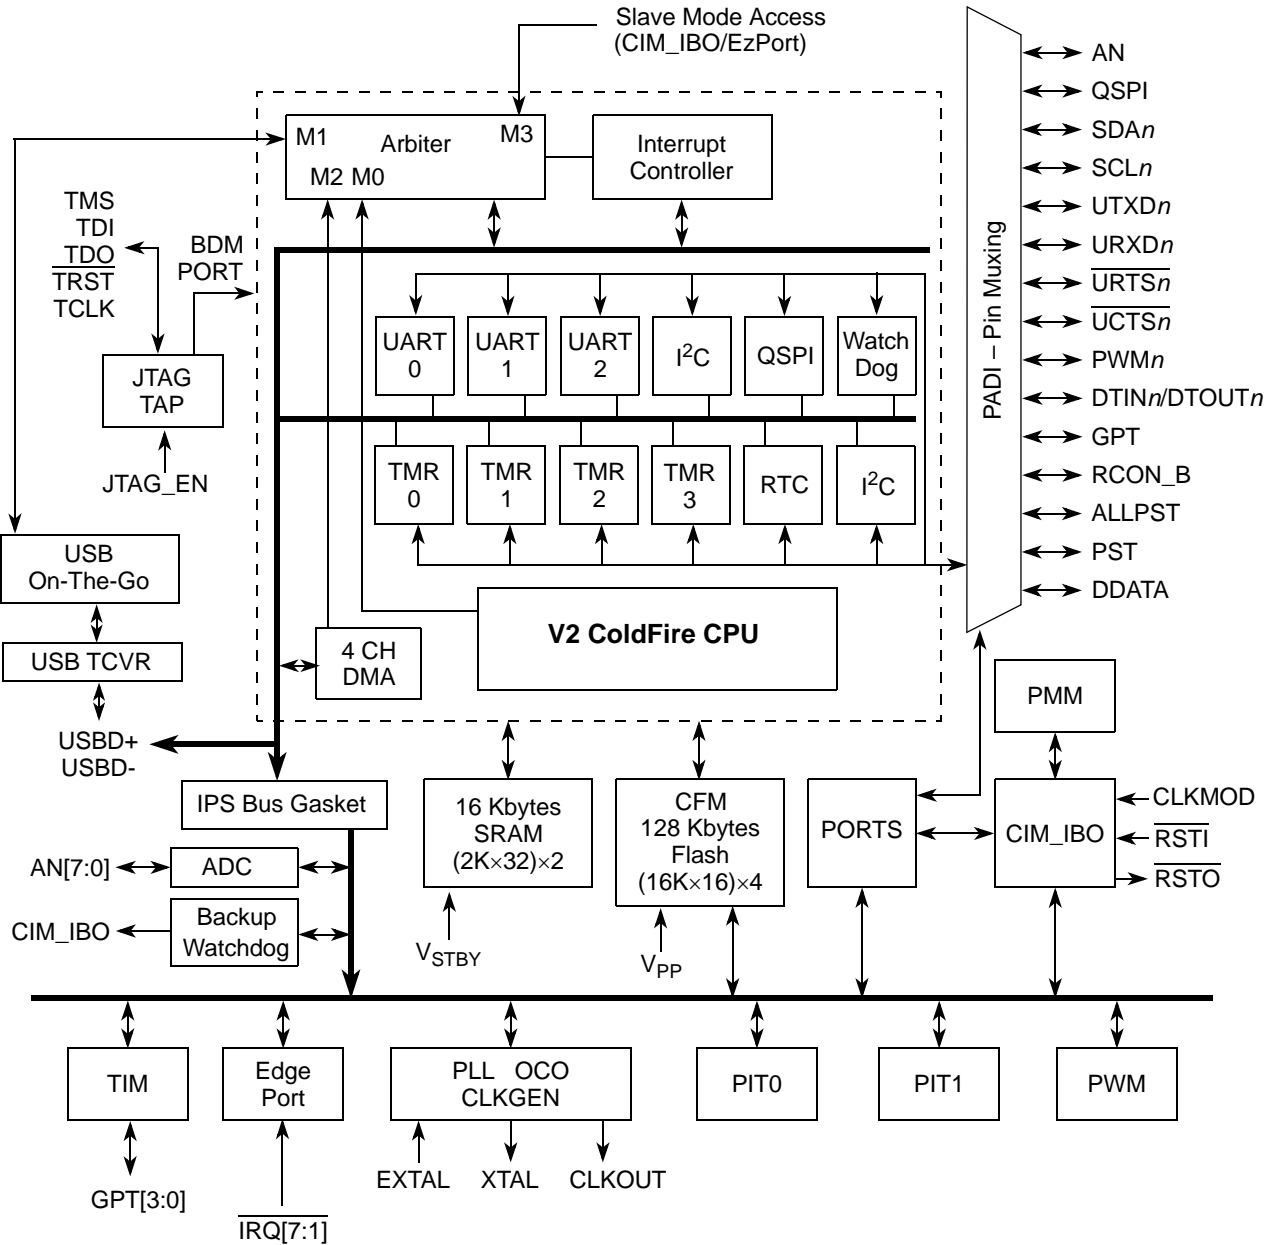 Slave Mode Access
(CIM_IBO/EzPort)
M1
Arbiter
M3
M2 M0
Interrupt
Controller
TMS
TDI
TDO
TRST
TCLK
BDM
PORT
JTAG
TAP
JTAG_EN
UART
0
UART
1
UART
2
I²C
QSPI
Watch
Dog
TMR
0
TMR
1
TMR
2
TMR
3
RTC
I²C
V2 ColdFire CPU
4 CH
DMA
USB
On-The-Go
USB TCVR
USBD+
USBD-
PADI – Pin Muxing
AN
QSPI
SDAn
SCLn
UTXDn
URXDn
URTSn
UCTSn
PWMn
DTINn/DTOUTn
GPT
RCON_B
ALLPST
PST
DDATA
PMM
IPS Bus Gasket
16 Kbytes
SRAM
(2K×32)×2
VSTBY
CFM
128 Kbytes
Flash
(16K×16)×4
VPP
PORTS
CIM_IBO
CLKMOD
RSTI
RSTO
AN[7:0]
ADC
CIM_IBO
Backup
Watchdog
TIM
Edge
Port
PLL OCO
CLKGEN
PIT0
PIT1
PWM
GPT[3:0]
IRQ[7:1]
EXTAL
XTAL
CLKOUT